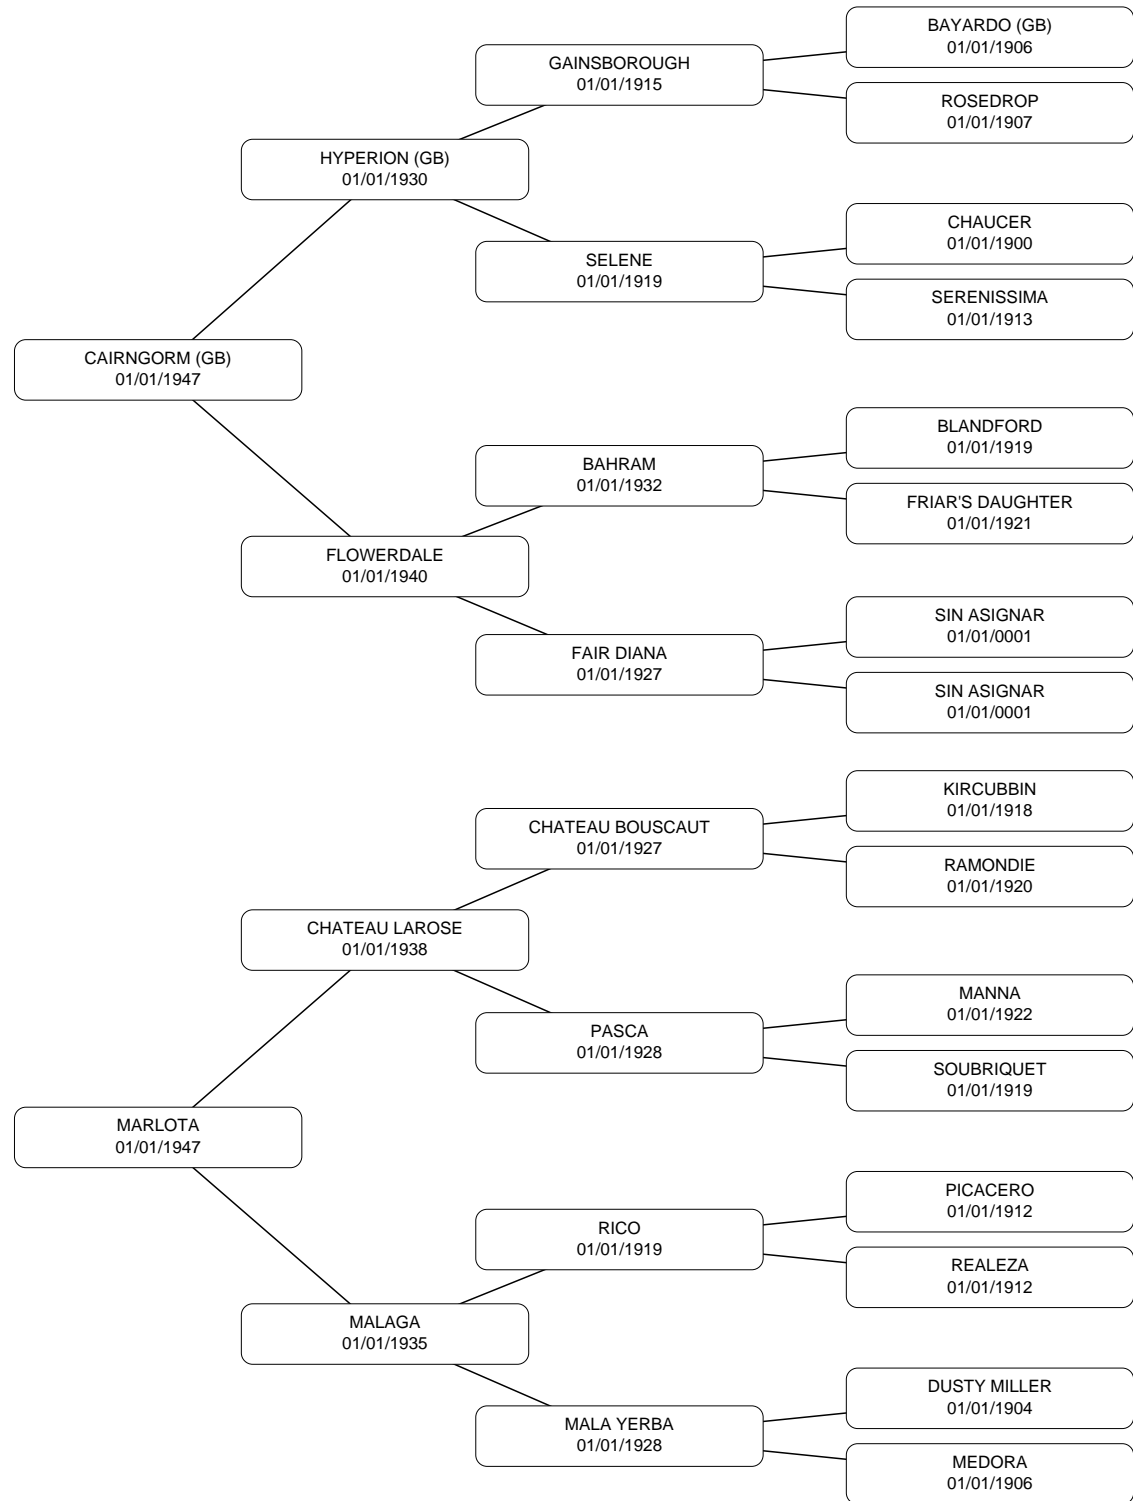 BAYARDO (GB)
01/01/1906
GAINSBOROUGH
01/01/1915
ROSEDROP
01/01/1907
HYPERION (GB)
01/01/1930
CHAUCER
01/01/1900
SELENE
01/01/1919
SERENISSIMA
01/01/1913
CAIRNGORM (GB)
01/01/1947
BLANDFORD
01/01/1919
BAHRAM
01/01/1932
FRIAR'S DAUGHTER
01/01/1921
FLOWERDALE
01/01/1940
SIN ASIGNAR
01/01/0001
FAIR DIANA
01/01/1927
SIN ASIGNAR
01/01/0001
KIRCUBBIN
01/01/1918
CHATEAU BOUSCAUT
01/01/1927
RAMONDIE
01/01/1920
CHATEAU LAROSE
01/01/1938
MANNA
01/01/1922
PASCA
01/01/1928
SOUBRIQUET
01/01/1919
MARLOTA
01/01/1947
PICACERO
01/01/1912
RICO
01/01/1919
REALEZA
01/01/1912
MALAGA
01/01/1935
DUSTY MILLER
01/01/1904
MALA YERBA
01/01/1928
MEDORA
01/01/1906